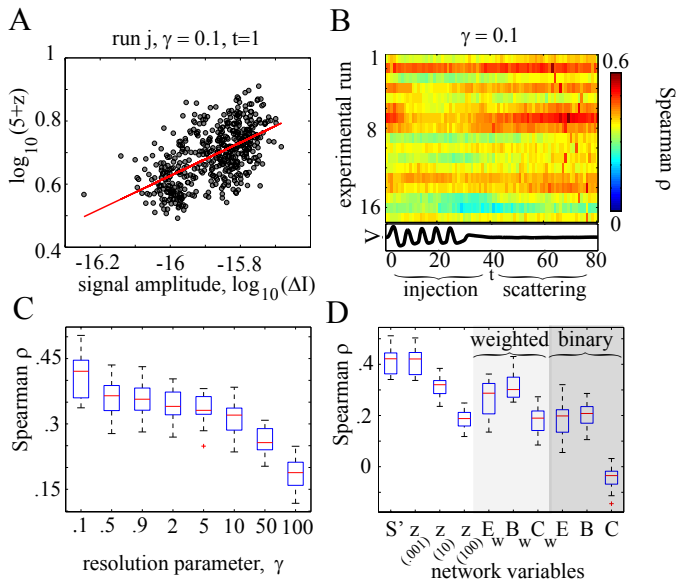 A
run j, γ = 0.1, t=1
1
0.8
0.6
0.4
log10(5+z)
-16.2
-16
-15.8
signal amplitude, log10(ΔI)
B
γ = 0.1
1
8
16
experimental run
V
0
20
40
60
80
t
injection
scattering
0.6
0
Spearman ρ
C
.45
.3
.15
Spearman ρ
.1 .5 .9 2 5 10 50 100
resolution parameter, γ
D
weighted binary
.4
.2
0
Spearman ρ
S' z z z E B C E B C
(.001) (10) (100) w w w
network variables